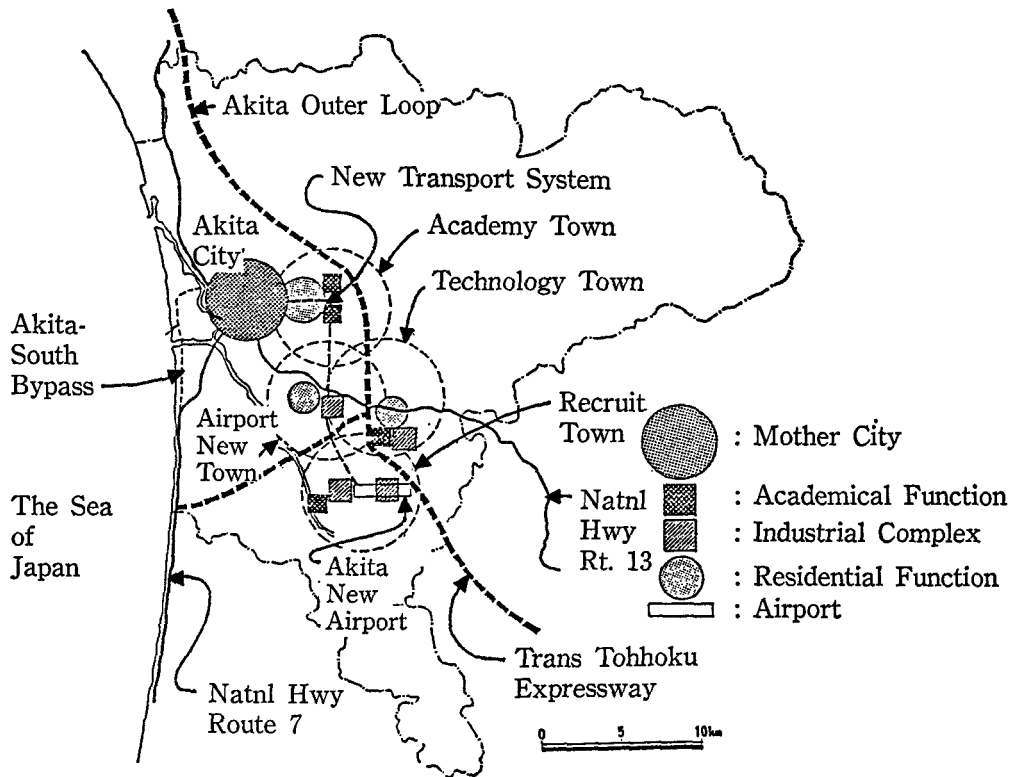 Akita Outer Loop
New Transport System
Akita
City
Academy Town
Technology Town
Akita-
South
Bypass
Airport
New
Town
Recruit
Town
: Mother City
The Sea
of
Japan
Natnl
Hwy
Rt. 13
: Academical Function
: Industrial Complex
: Residential Function
: Airport
Akita
New
Airport
Trans Tohhoku
Expressway
Natnl Hwy
Route 7
0 5 10km